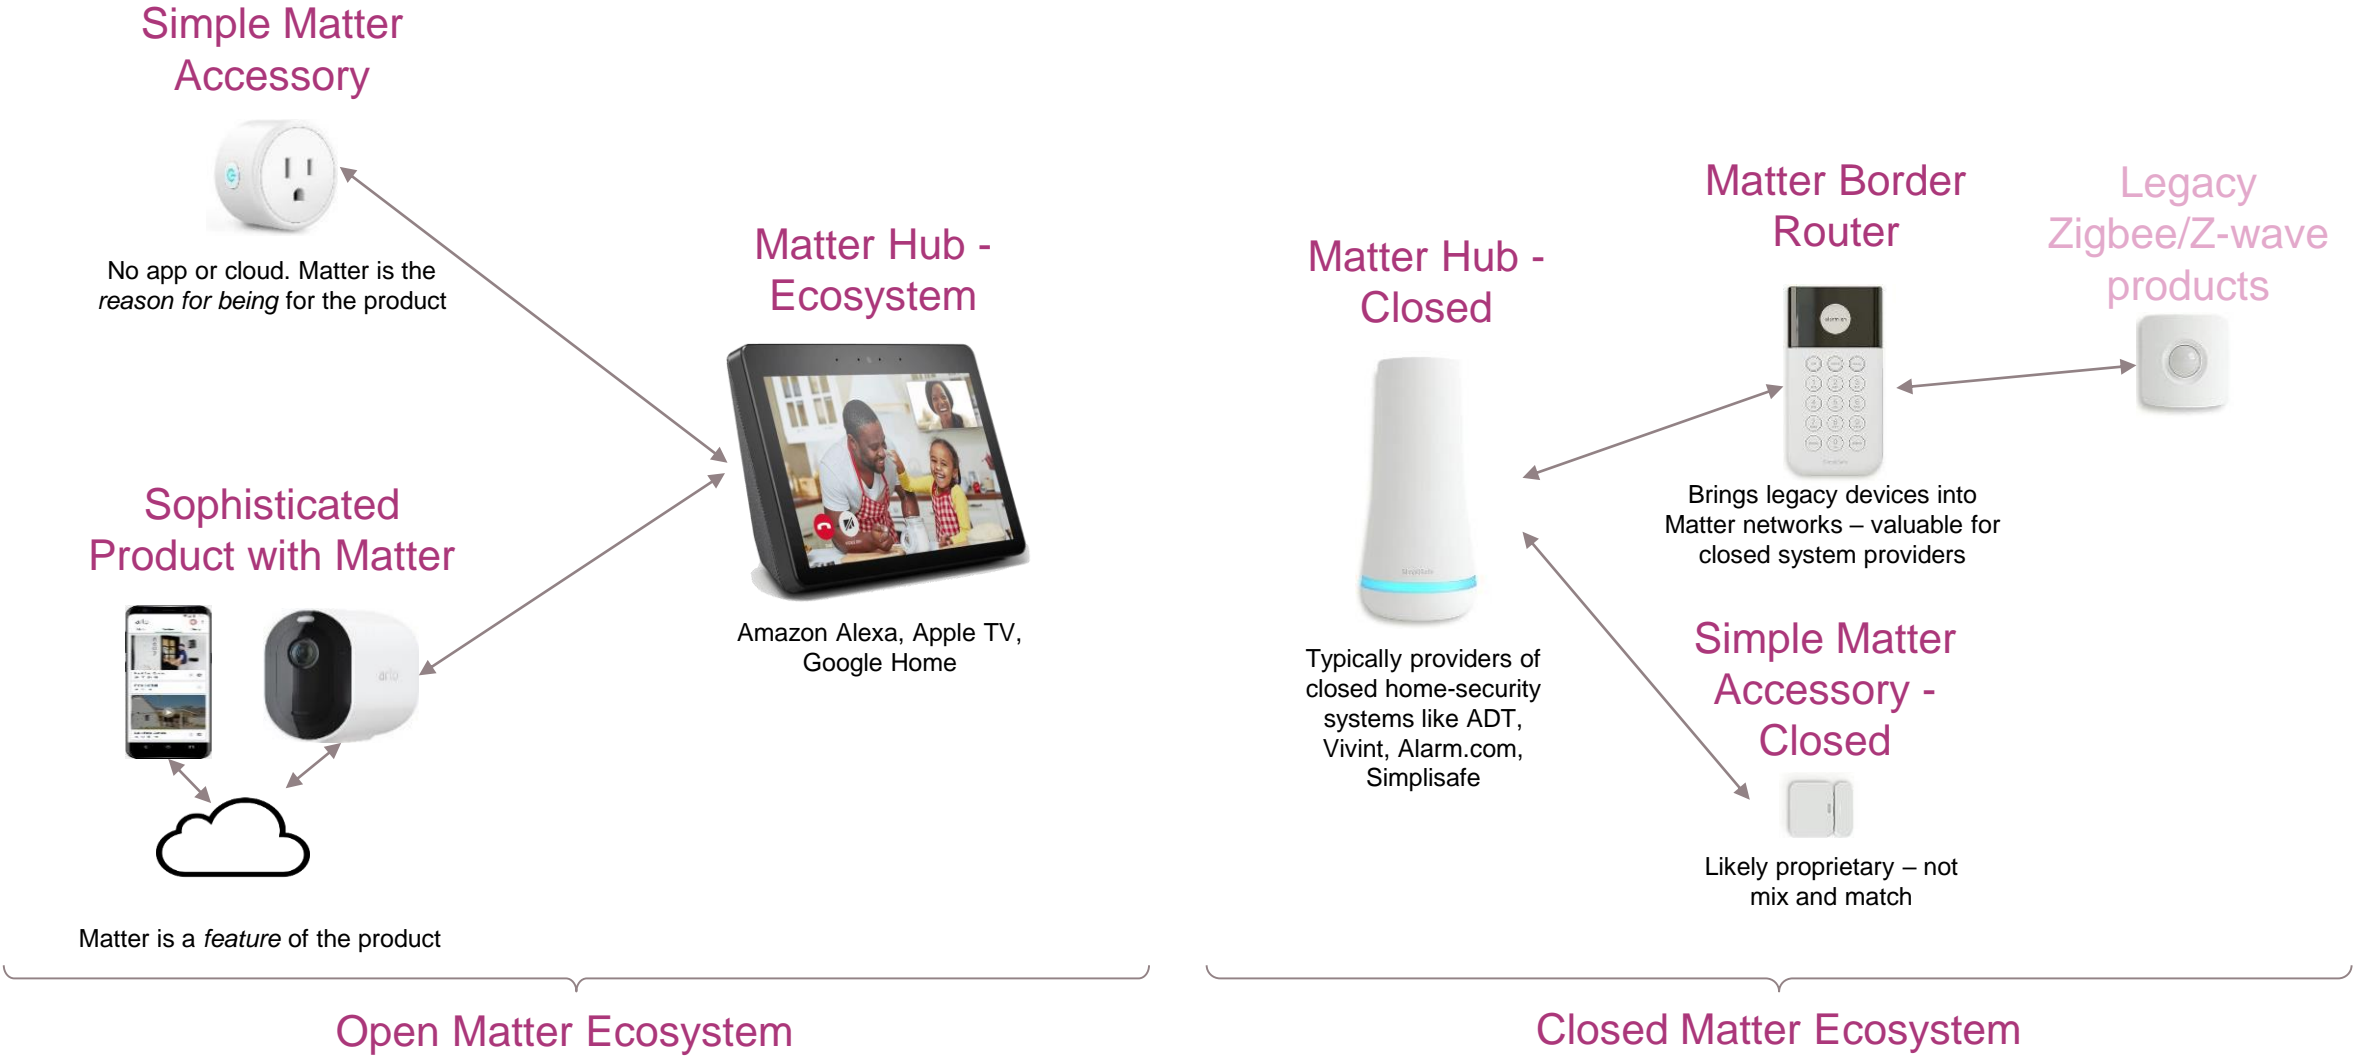 Simple Matter
Accessory
No app or cloud. Matter is the
reason for being for the product
Sophisticated
Product with Matter
arlo
arlo
Matter is a feature of the product
Matter Hub -
Ecosystem
Amazon Alexa, Apple TV,
Google Home
Open Matter Ecosystem
Matter Hub -
Closed
SimpliSafe
Typically providers of
closed home-security
systems like ADT,
Vivint, Alarm.com,
Simplisafe
Matter Border
Router
SimpliSafe
Brings legacy devices into
Matter networks – valuable for
closed system providers
Legacy
Zigbee/Z-wave
products
Simple Matter
Accessory -
Closed
Likely proprietary – not
mix and match
Closed Matter Ecosystem